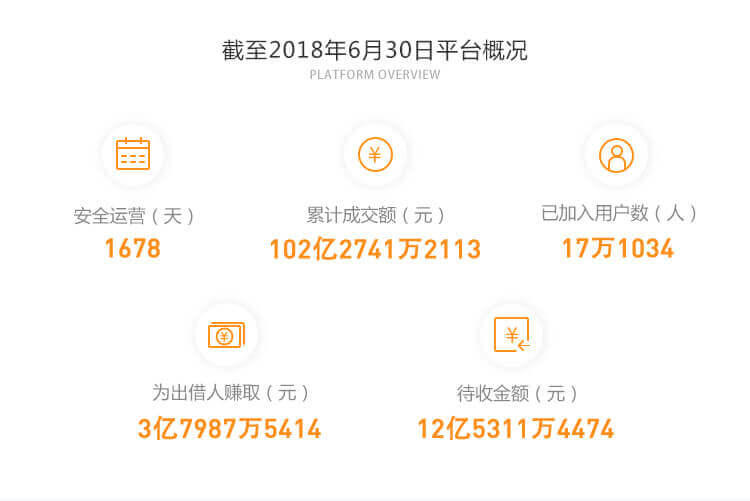 截至2018年6月30日平台概况
PLATFORM OVERVIEW
安全运营（天）
1678
累计成交额（元）
102亿2741万2113
已加入用户数（人）
17万1034
为出借人赚取（元）
3亿7987万5414
待收金额（元）
12亿5311万4474